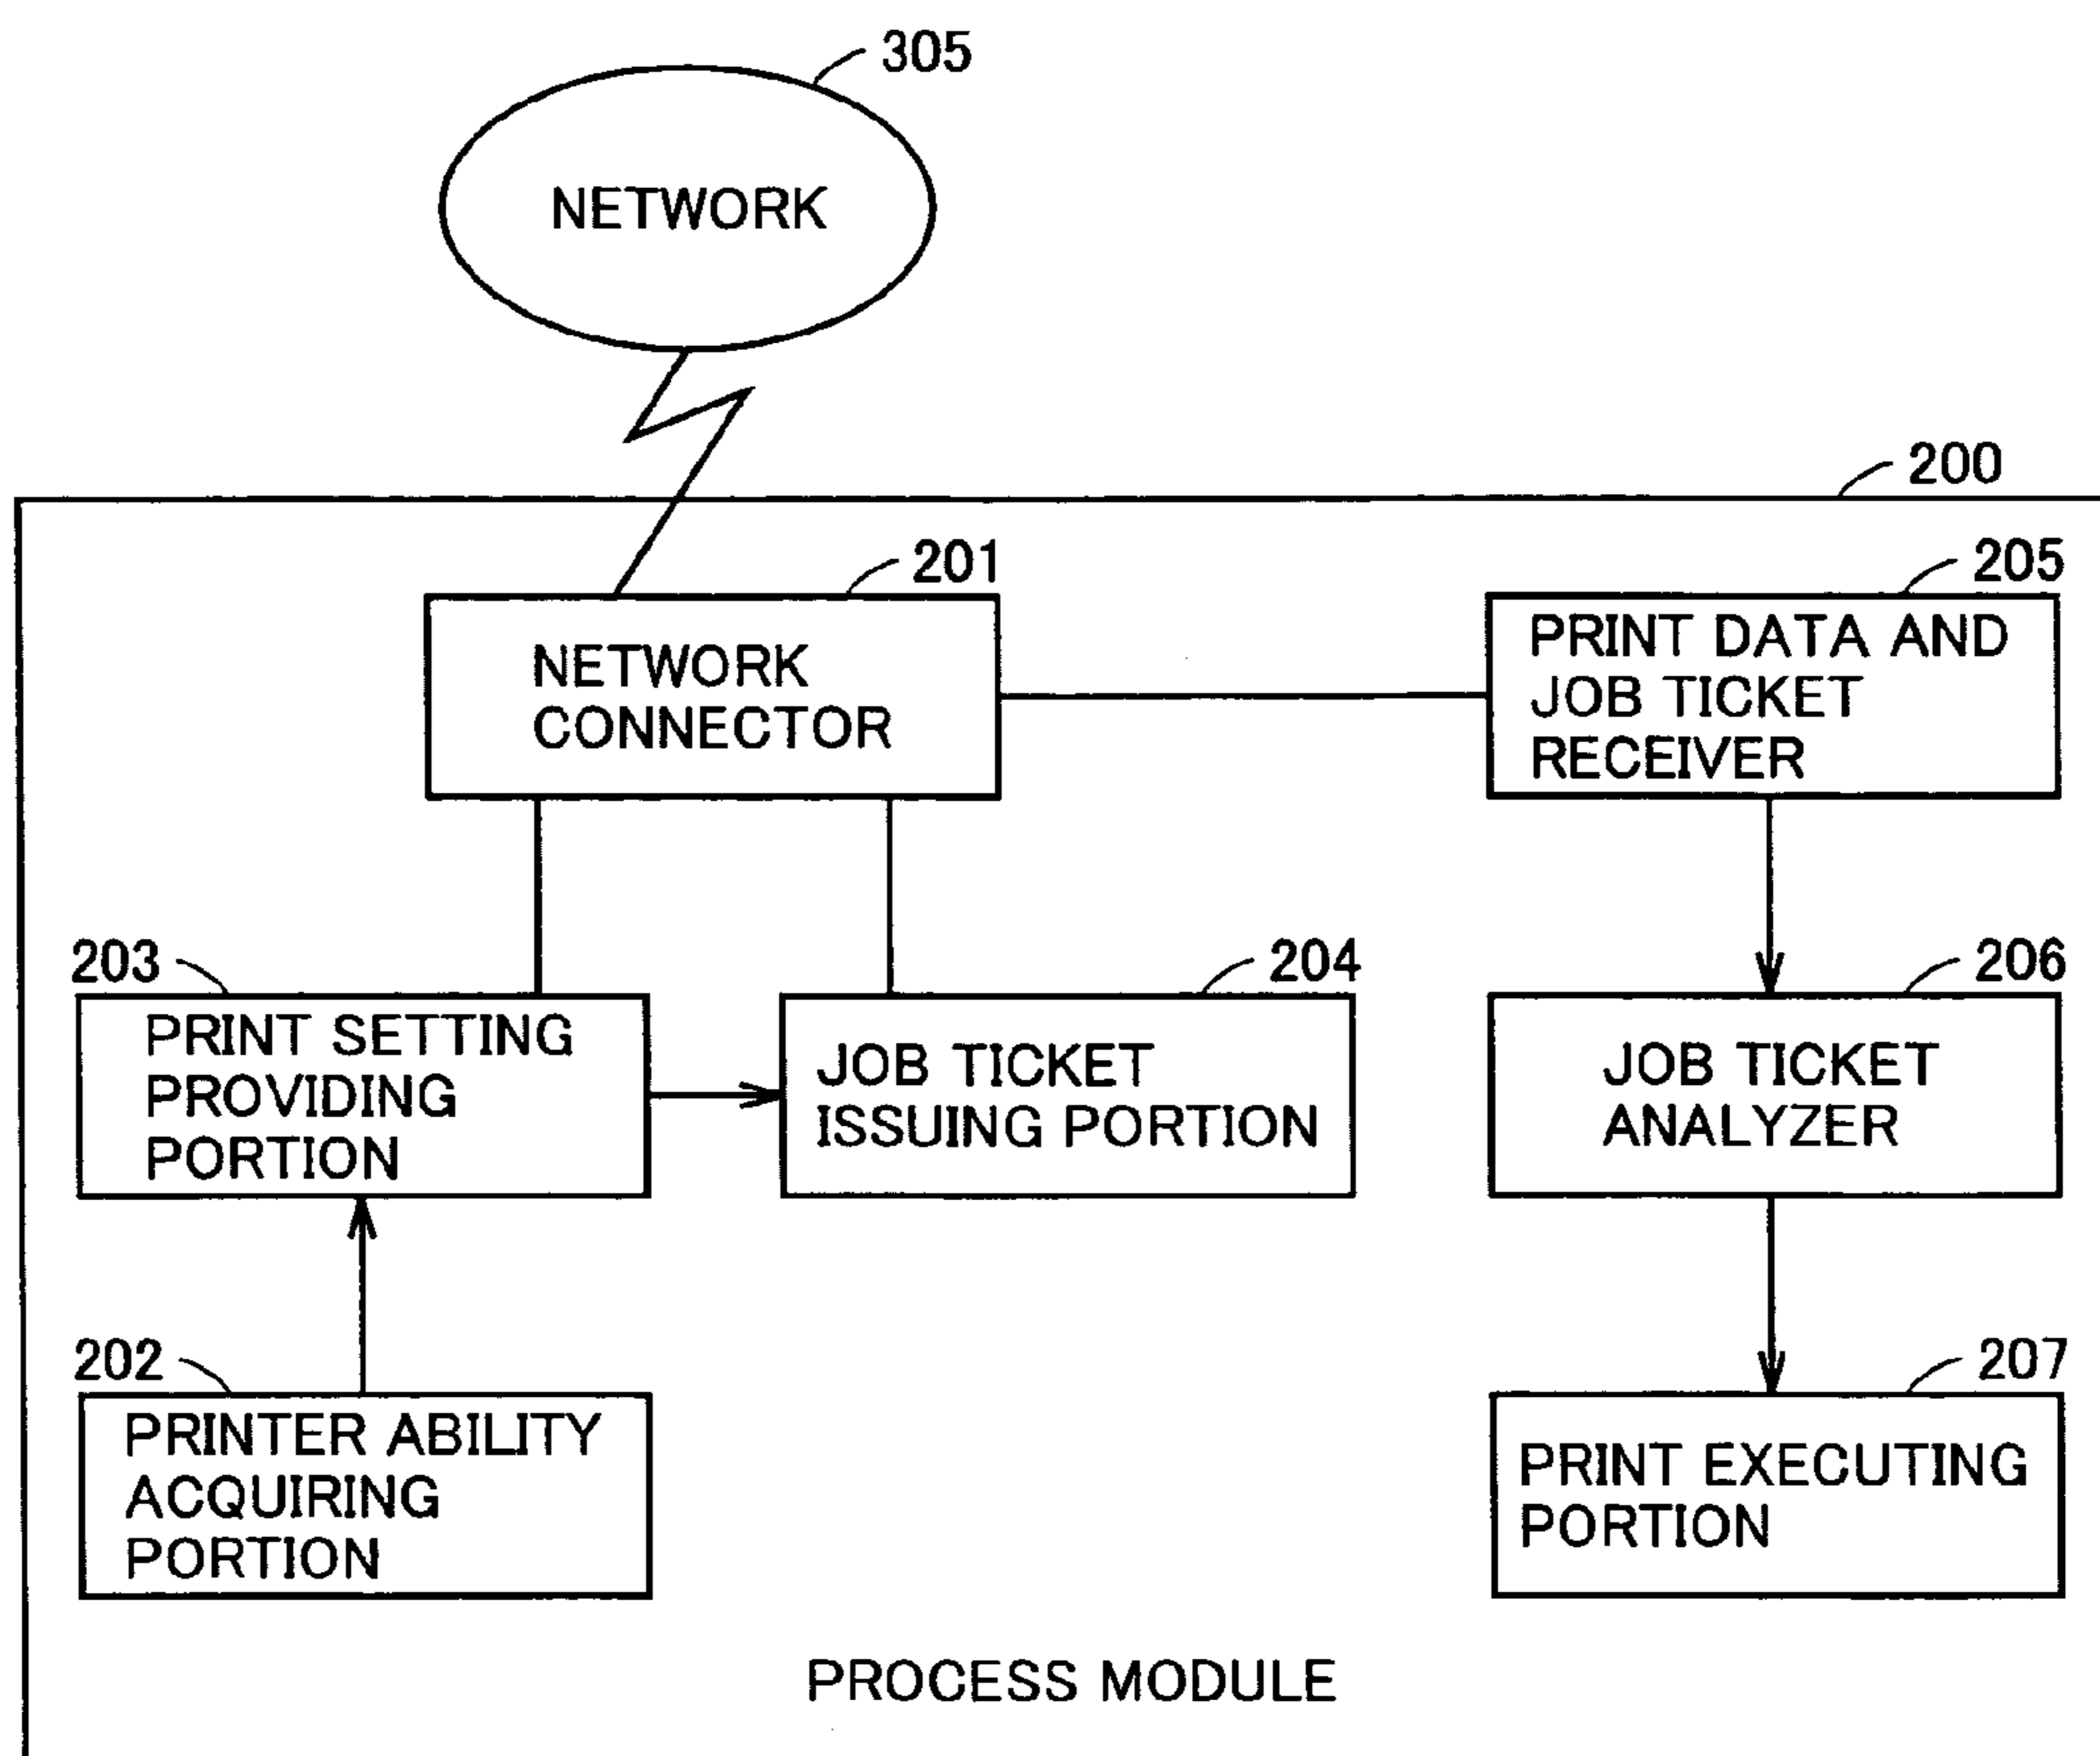 305
NETWORK
200
201
205
NETWORK
CONNECTOR
PRINT DATA AND
JOB TICKET
RECEIVER
203
204
206
PRINT SETTING
PROVIDING
PORTION
JOB TICKET
ISSUING PORTION
JOB TICKET
ANALYZER
202
207
PRINTER ABILITY
ACQUIRING
PORTION
PRINT EXECUTING
PORTION
PROCESS MODULE